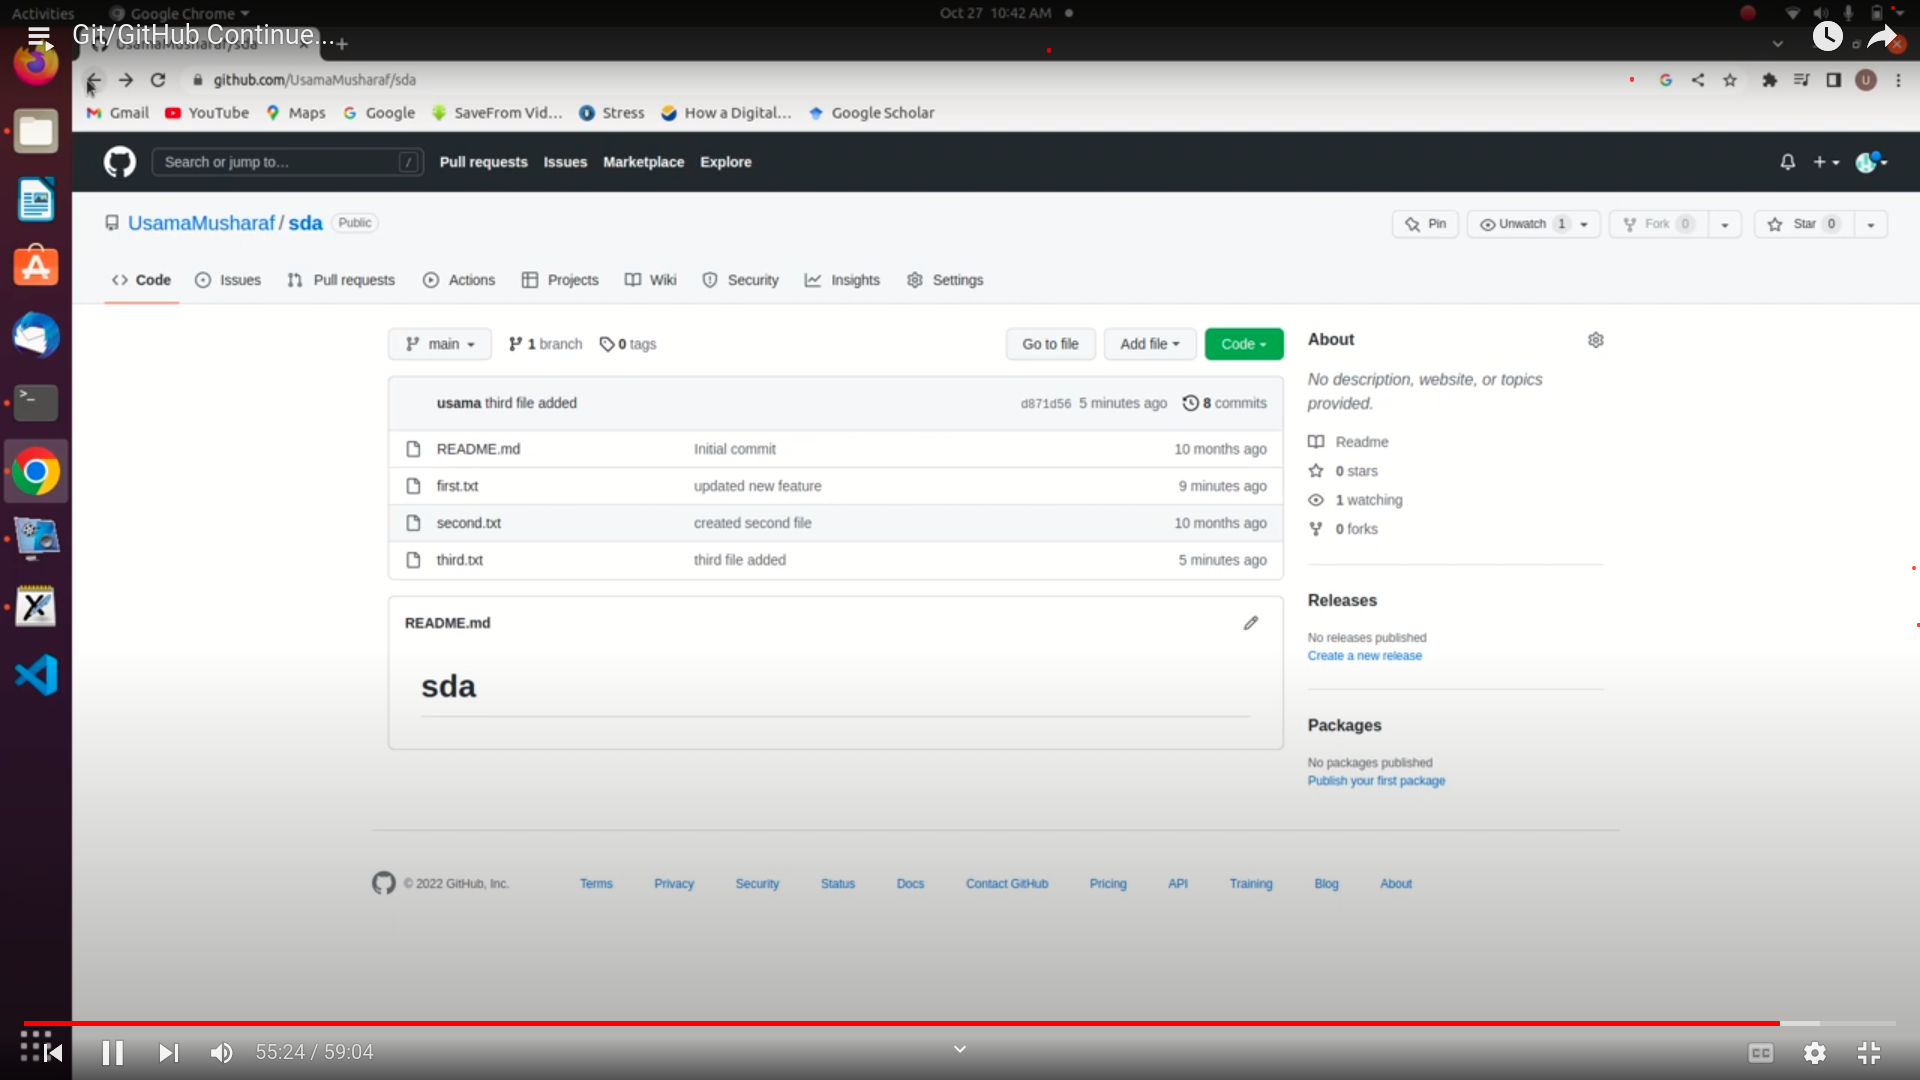 Activities Google Chrome Oct 27 10:42 AM
Git/GitHub Continue...
github.com/UsamaMusharaf/sda U
Gmail YouTube Maps Google SaveFrom Vid... Stress How a Digital... Google Scholar
Search or jump to... / Pull requests Issues Marketplace Explore
UsamaMusharaf / sda Public Pin Unwatch 1 Fork 0 Star 0
Code Issues Pull requests Actions Projects Wiki Security Insights Settings
main 1 branch 0 tags Go to file Add file Code
usama third file added d871d56 5 minutes ago 8 commits
README.md Initial commit 10 months ago
first.txt updated new feature 9 minutes ago
second.txt created second file 10 months ago
third.txt third file added 5 minutes ago
README.md
sda
About
No description, website, or topics
provided.
Readme
0 stars
1 watching
0 forks
Releases
No releases published
Create a new release
Packages
No packages published
Publish your first package
© 2022 GitHub, Inc. Terms Privacy Security Status Docs Contact GitHub Pricing API Training Blog About
55:24 / 59:04 CC